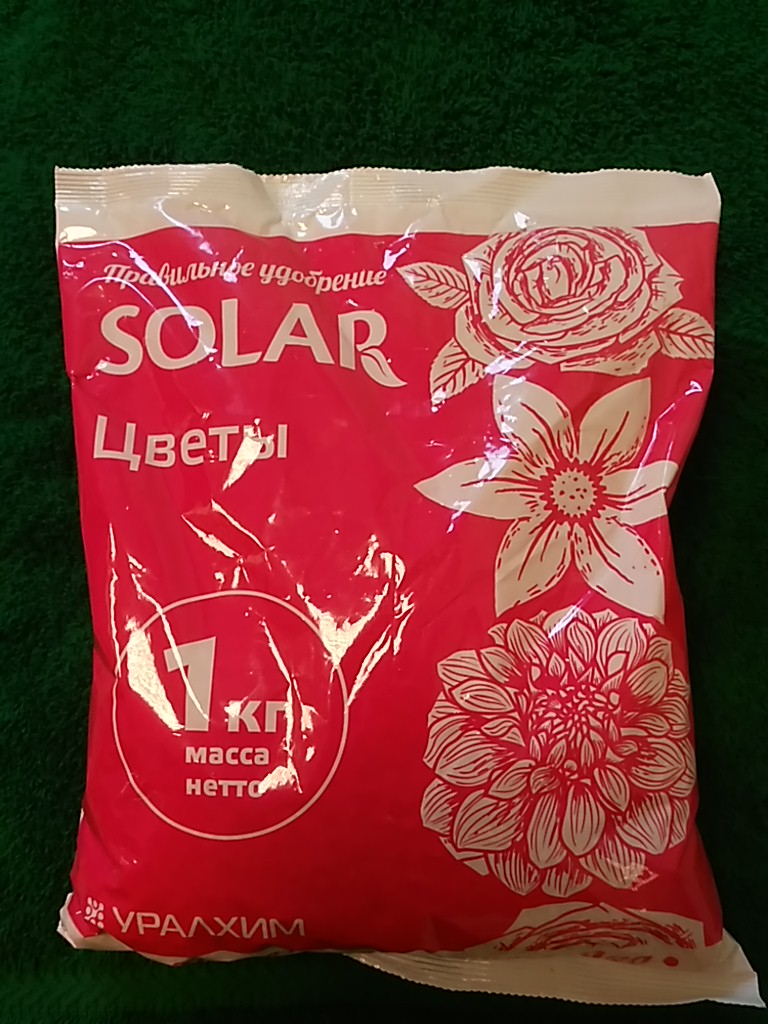 Правильное удобрение
SOLAR
Цветы
1 кг
масса
нетто
УРАЛХИМ